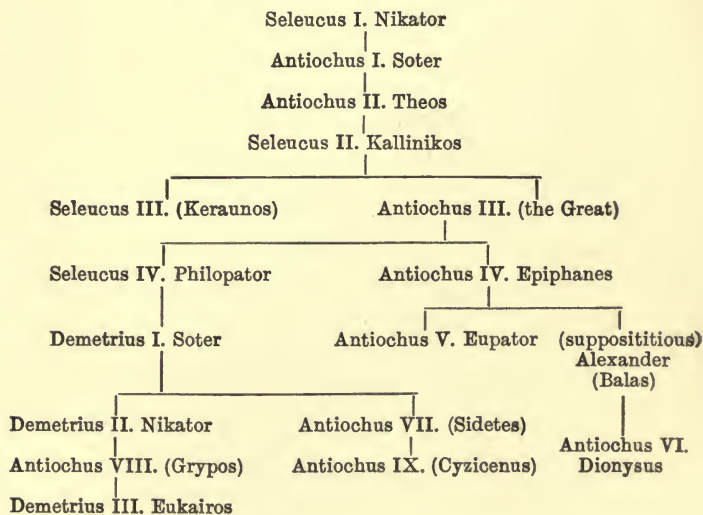 Seleucus I. Nikator
Antiochus I. Soter
Antiochus II. Theos
Seleucus II. Kallinikos
Seleucus III. (Keraunos) Antiochus III. (the Great)
Seleucus IV. Philopator Antiochus IV. Epiphanes
Demetrius I. Soter Antiochus V. Eupator (supposititious)
Alexander
(Balas)
Demetrius II. Nikator Antiochus VII. (Sidetes)
Antiochus VI.
Antiochus VIII. (Grypos) Antiochus IX. (Cyzicenus)
Dionysus
Demetrius III. Eukairos